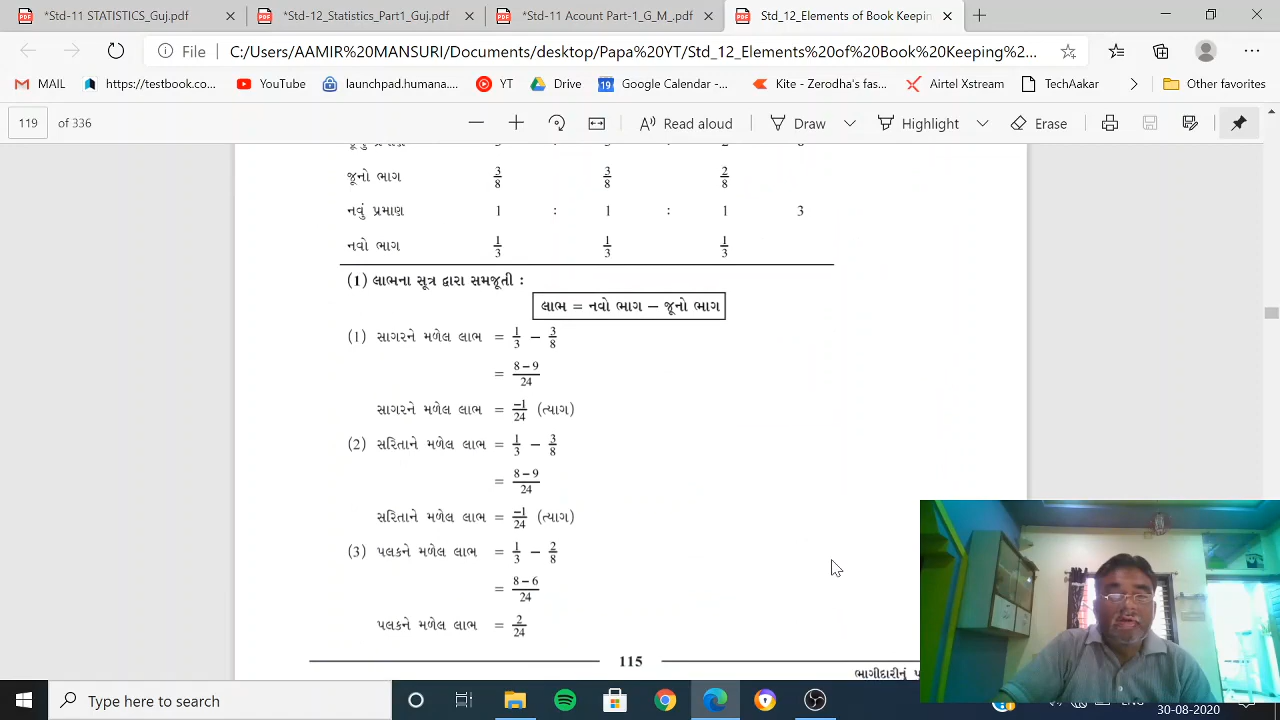 Std-12 STATISTICS_Guj.pdf
Std-12_Statistics_Part-1_Guj.pdf
Std-11 Acount Part-1_G_M_.pdf
Std_12_Elements of Book Keepin
File C:/Users/AAMIR%20MANSURI/Documents/desktop/Papa%20YT/Std_12_Elements%20of%20Book%20Keeping%2...
MAIL https://testbook.co... YouTube launchpad.humana... YT Drive Google Calendar -... Kite - Zerodha's fas... Airtel Xstream TechAakar Other favorites
119 of 336 Read aloud Draw Highlight Erase
જૂનો ભાગ 3/8 3/8 2/8
નવું પ્રમાણ 1 : 1 : 1 3
નવો ભાગ 1/3 1/3 1/3
(1) લાભના સૂત્ર દ્વારા સમજૂતી :
લાભ = નવો ભાગ – જૂનો ભાગ
(1) સાગરને મળેલ લાભ = 1/3 – 3/8
= 8 – 9/24
સાગરને મળેલ લાભ = –1/24 (ત્યાગ)
(2) સરિતાને મળેલ લાભ = 1/3 – 3/8
= 8 – 9/24
સરિતાને મળેલ લાભ = –1/24 (ત્યાગ)
(3) પલકને મળેલ લાભ = 1/3 – 2/8
= 8 – 6/24
પલકને મળેલ લાભ = 2/24
115
ભાગીદારીનું
Type here to search
30-08-2020